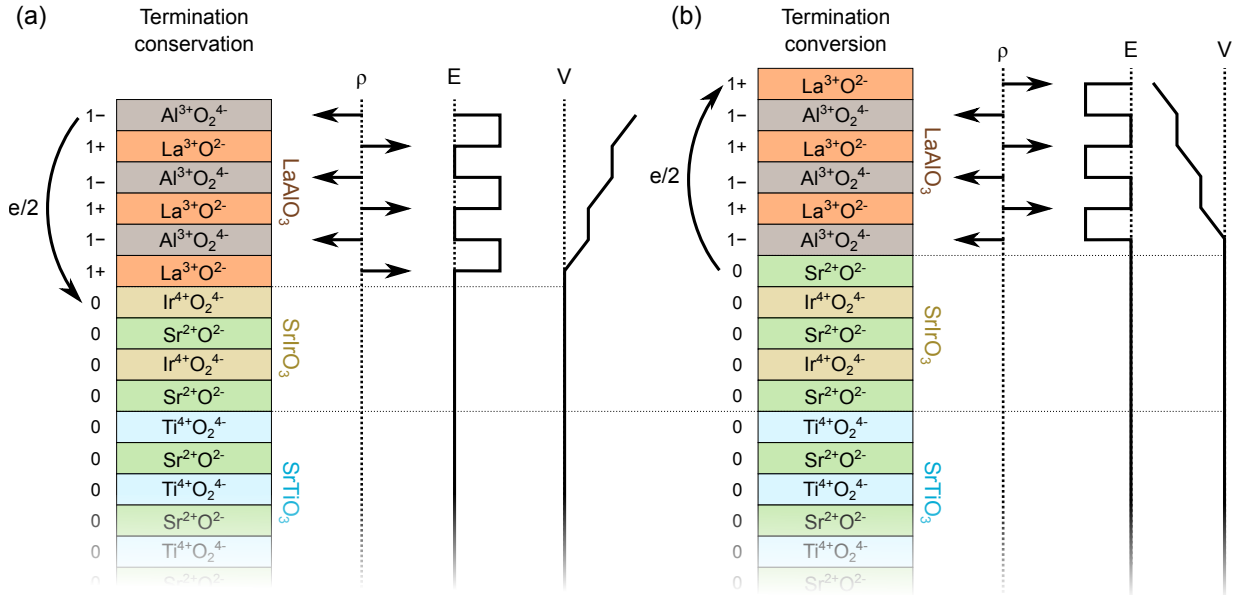 (a)
Termination
conservation
ρ
E
V
1− Al³⁺O₂⁴⁻
1+ La³⁺O²⁻
1− Al³⁺O₂⁴⁻
1+ La³⁺O²⁻
1− Al³⁺O₂⁴⁻
1+ La³⁺O²⁻
0 Ir⁴⁺O₂⁴⁻
0 Sr²⁺O²⁻
0 Ir⁴⁺O₂⁴⁻
0 Sr²⁺O²⁻
0 Ti⁴⁺O₂⁴⁻
0 Sr²⁺O²⁻
0 Ti⁴⁺O₂⁴⁻
0 Sr²⁺O²⁻
0 Ti⁴⁺O₂⁴⁻
0 Sr²⁺O²⁻
e/2
LaAlO₃
SrIrO₃
SrTiO₃
(b)
Termination
conversion
ρ
E
V
1+ La³⁺O²⁻
1− Al³⁺O₂⁴⁻
1+ La³⁺O²⁻
1− Al³⁺O₂⁴⁻
1+ La³⁺O²⁻
1− Al³⁺O₂⁴⁻
0 Sr²⁺O²⁻
0 Ir⁴⁺O₂⁴⁻
0 Sr²⁺O²⁻
0 Ir⁴⁺O₂⁴⁻
0 Sr²⁺O²⁻
0 Ti⁴⁺O₂⁴⁻
0 Sr²⁺O²⁻
0 Ti⁴⁺O₂⁴⁻
0 Sr²⁺O²⁻
0 Ti⁴⁺O₂⁴⁻
0 Sr²⁺O²⁻
e/2
LaAlO₃
SrIrO₃
SrTiO₃